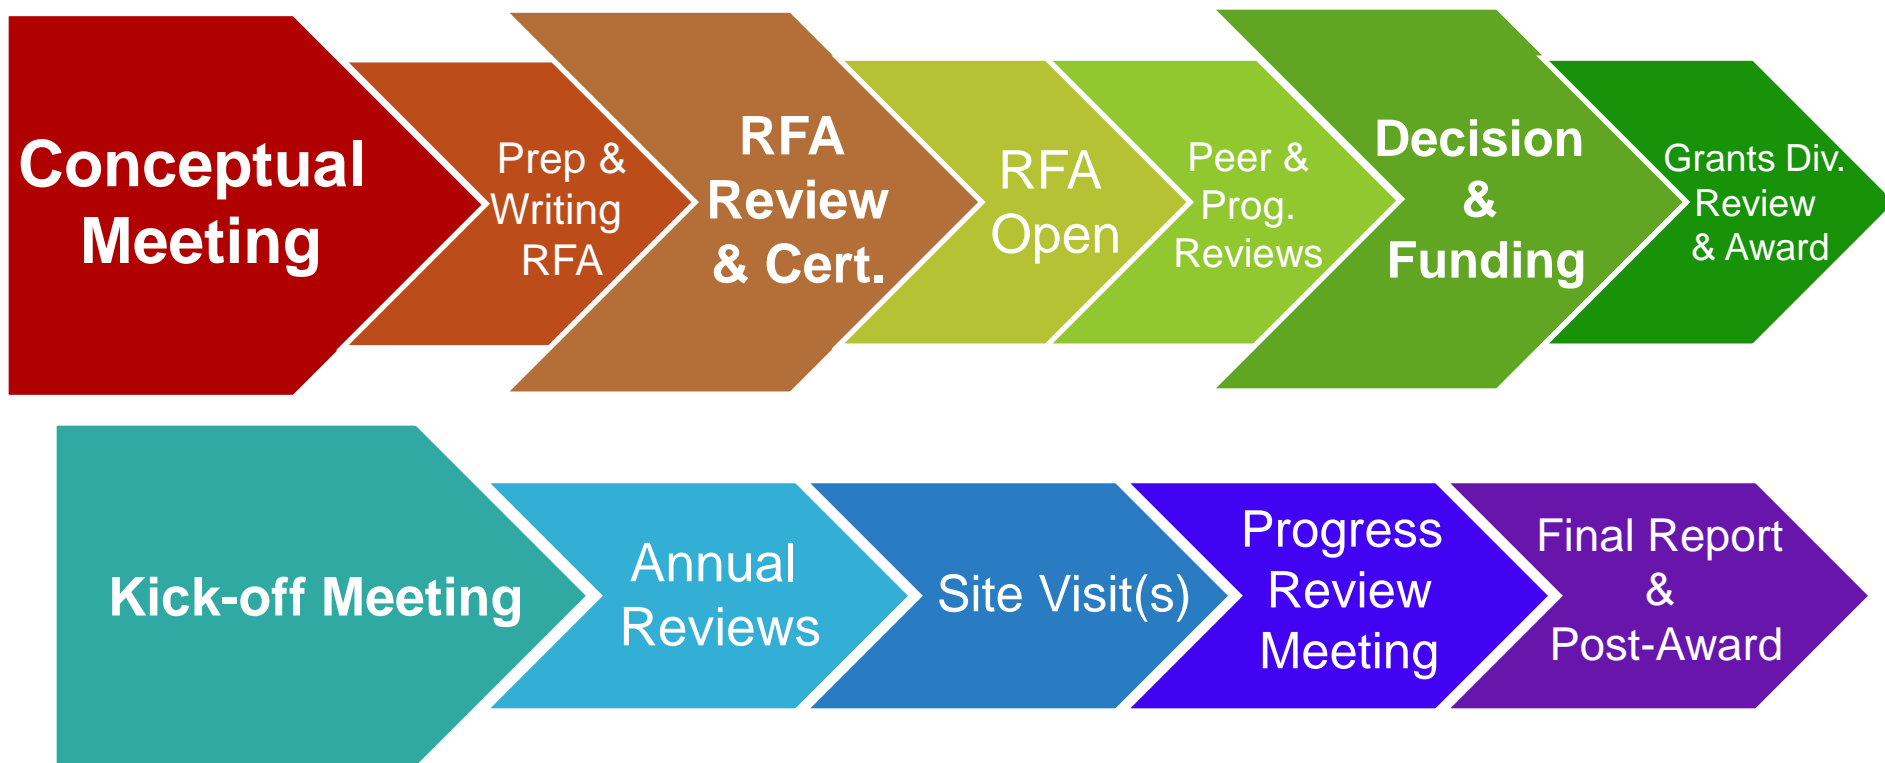 Conceptual
Meeting
Prep &
Writing
RFA
RFA
Review
& Cert.
RFA
Open
Peer &
Prog.
Reviews
Decision
&
Funding
Grants Div.
Review
& Award
Kick-off Meeting
Annual
Reviews
Site Visit(s)
Progress
Review
Meeting
Final Report
&
Post-Award